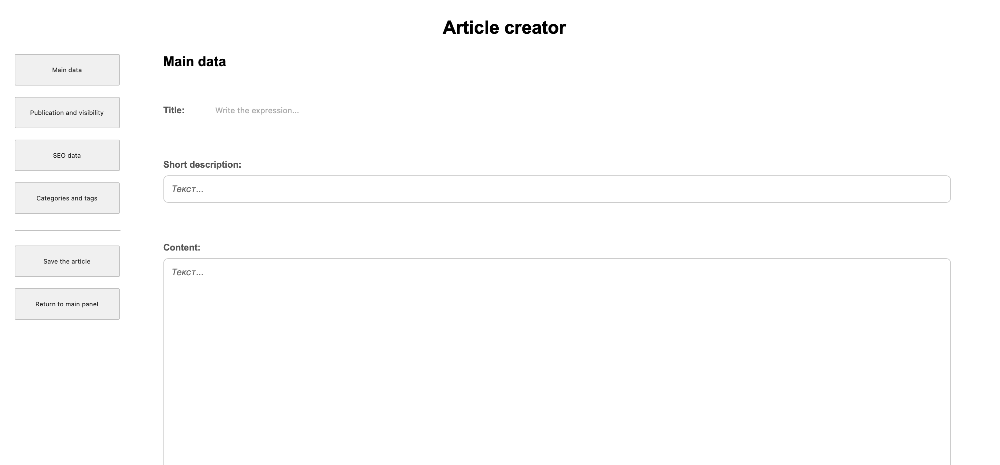 Article creator
Main data
Publication and visibility
SEO data
Categories and tags
Save the article
Return to main panel
Main data
Title:
Write the expression...
Short description:
Текст...
Content:
Текст...